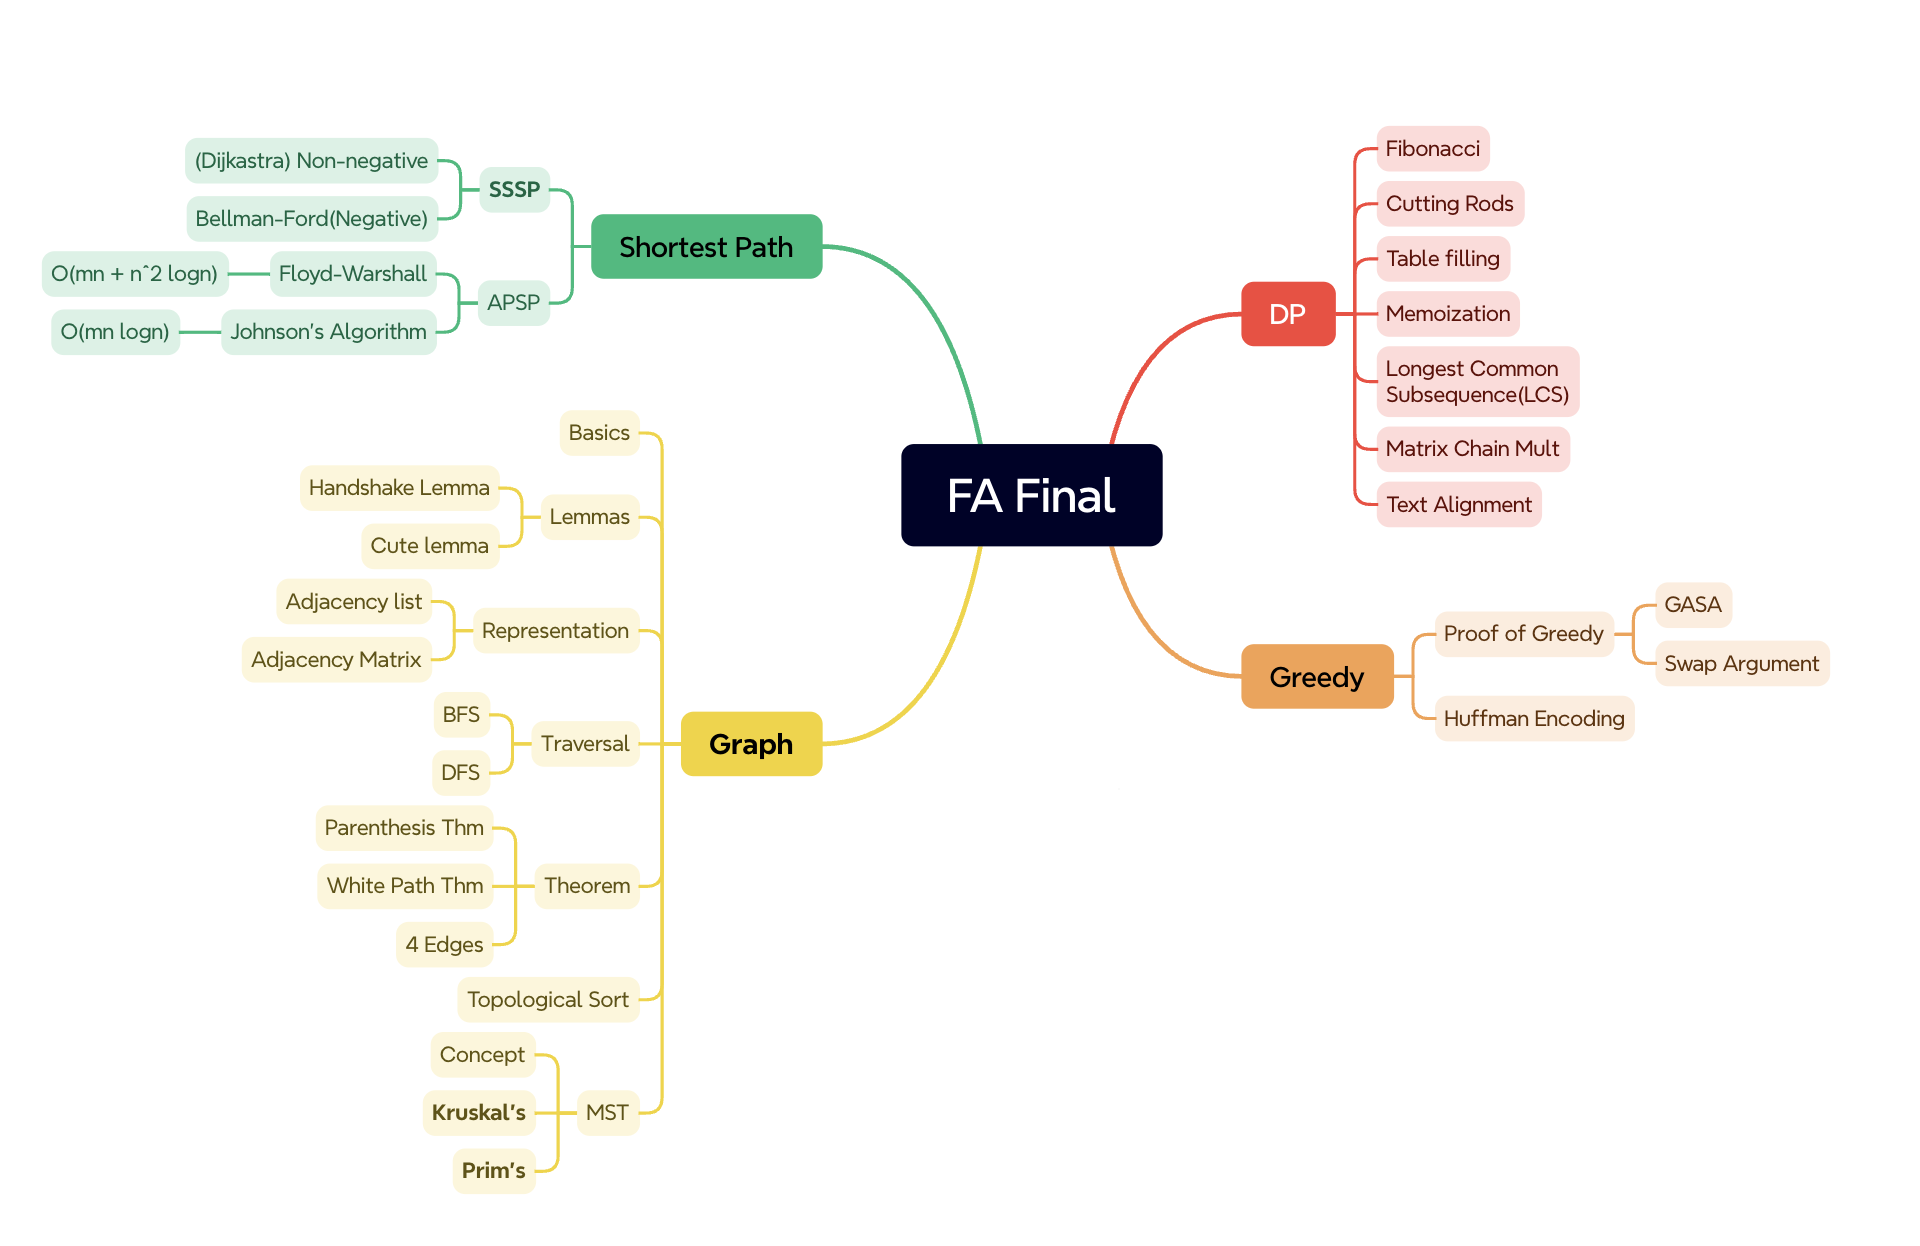 FA Final
DP
Fibonacci
Cutting Rods
Table filling
Memoization
Longest Common
Subsequence(LCS)
Matrix Chain Mult
Text Alignment
Greedy
Proof of Greedy
GASA
Swap Argument
Huffman Encoding
Shortest Path
SSSP
(Dijkastra) Non-negative
Bellman-Ford(Negative)
APSP
Floyd-Warshall
O(mn + n^2 logn)
Johnson's Algorithm
O(mn logn)
Graph
Basics
Lemmas
Handshake Lemma
Cute lemma
Representation
Adjacency list
Adjacency Matrix
Traversal
BFS
DFS
Theorem
Parenthesis Thm
White Path Thm
4 Edges
Topological Sort
MST
Concept
Kruskal's
Prim's